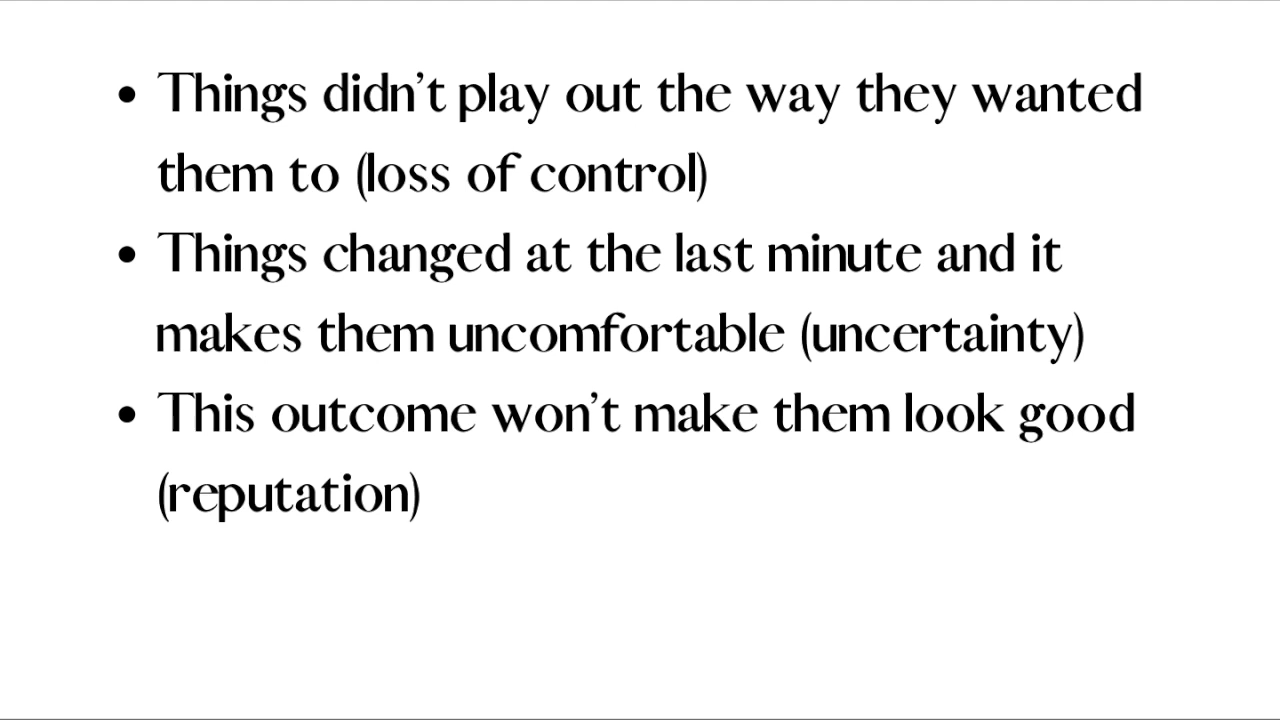 • Things didn't play out the way they wanted
them to (loss of control)
• Things changed at the last minute and it
makes them uncomfortable (uncertainty)
• This outcome won't make them look good
(reputation)